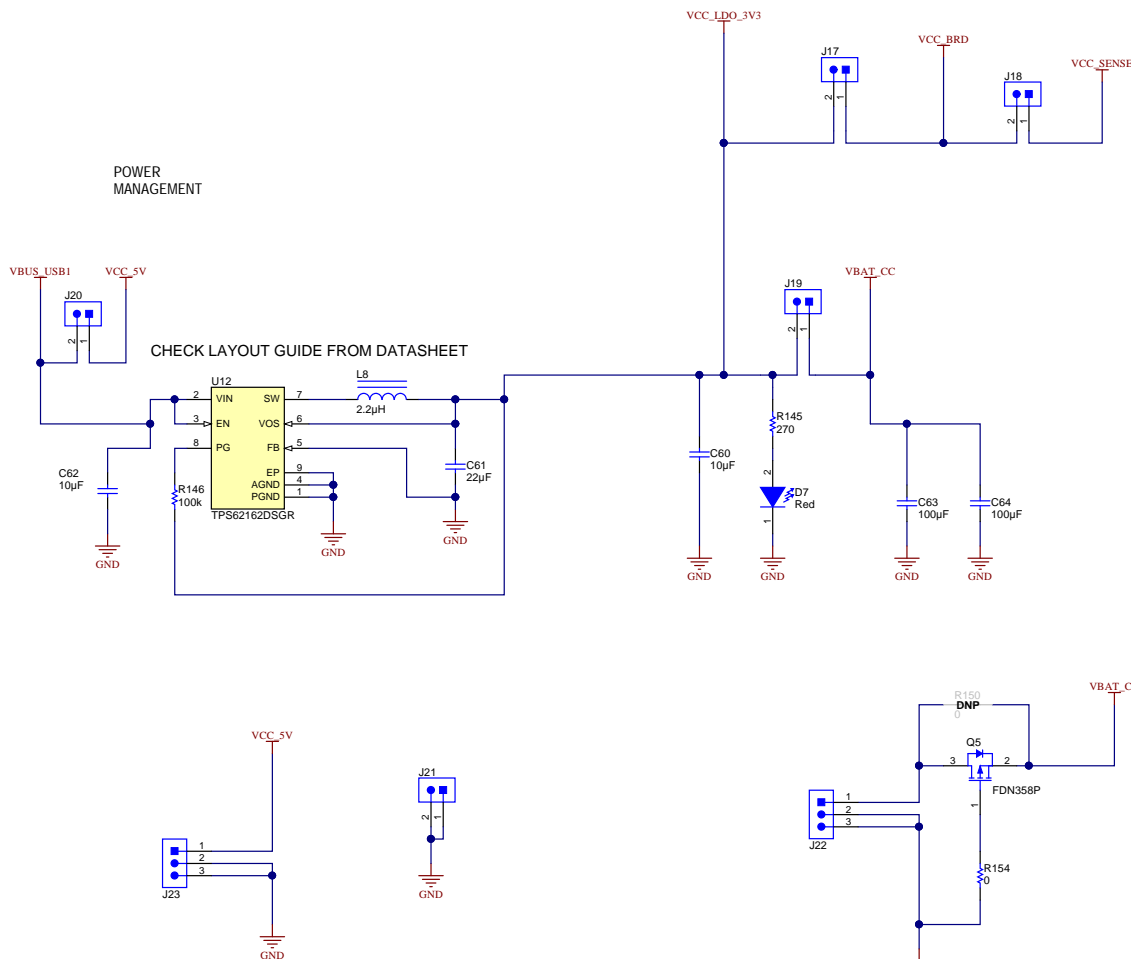 VCC_LDO_3V3
J17
VCC_BRD
J18
VCC_SENSE
2
1
2
1
POWER
MANAGEMENT
VBUS_USB1
VCC_5V
J20
2
1
J19
VBAT_CC
2
1
CHECK LAYOUT GUIDE FROM DATASHEET
U12
L8
2.2µH
2
VIN
SW
7
3
EN
VOS
6
8
PG
FB
5
EP
9
AGND
4
PGND
1
TPS62162DSGR
C62
10µF
R146
100k
C61
22µF
C60
10µF
R145
270
2
D7
Red
1
C63
100µF
C64
100µF
GND
GND
GND
GND
GND
GND
GND
VCC_5V
J21
2
1
GND
1
2
3
J23
GND
R150
DNP
0
VBAT_C
Q5
3
2
FDN358P
1
1
2
3
J22
R154
0